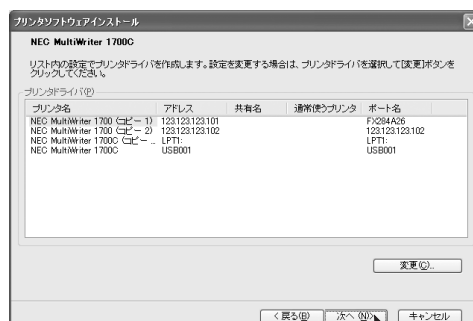 プリンタソフトウェアインストール
NEC MultiWriter 1700C
リスト内の設定でプリンタドライバを作成します。設定を変更する場合は、プリンタドライバを選択して[変更]ボタンを
クリックしてください。
プリンタドライバ(P)
プリンタ名 アドレス 共有名 通常使うプリンタ ポート名
NEC MultiWriter 1700 (コピー 1) 123.123.123.101 FX284A26
NEC MultiWriter 1700 (コピー 2) 123.123.123.102 123.123.123.102
NEC MultiWriter 1700C (コピー ... LPT1: LPT1:
NEC MultiWriter 1700C USB001 USB001
変更(C)...
< 戻る(B) 次へ (N)> キャンセル